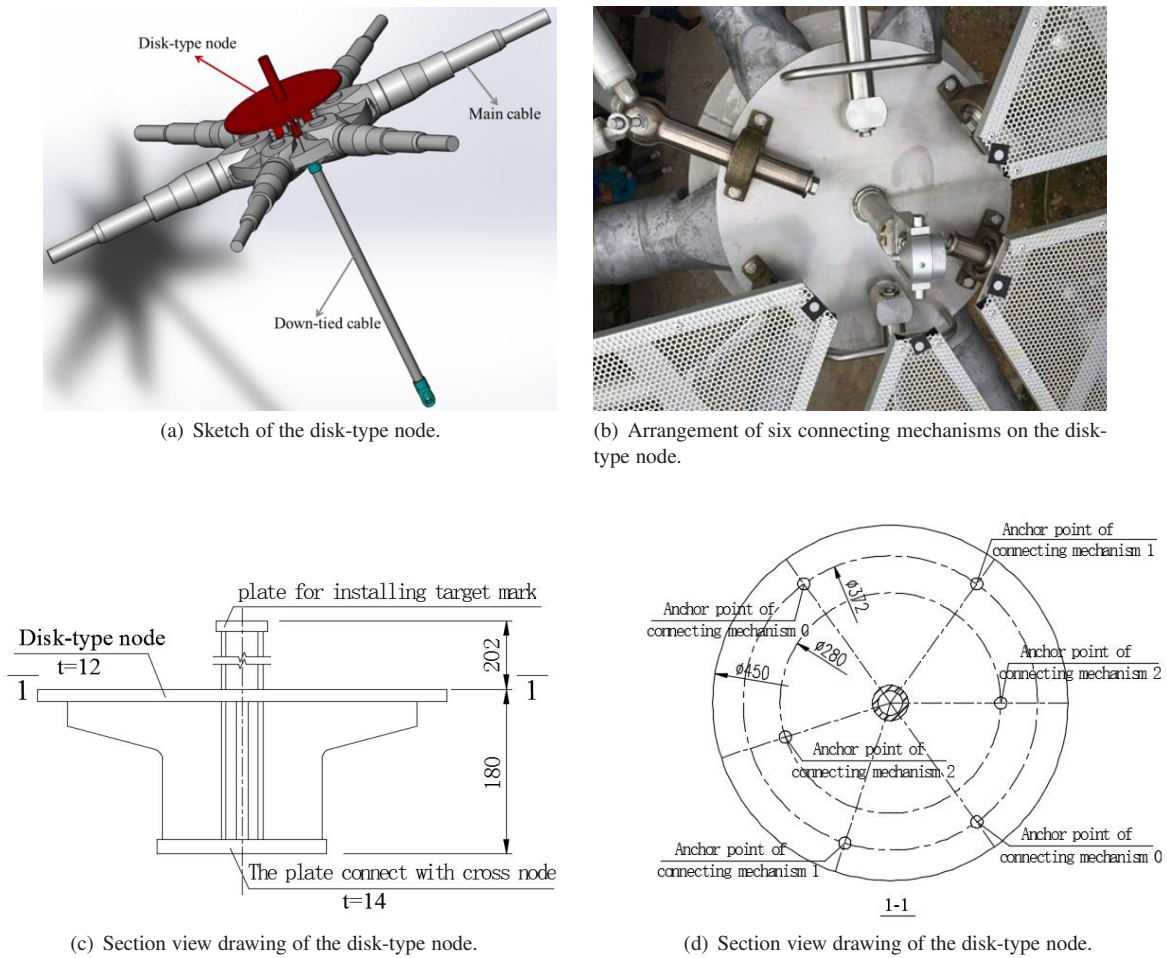 Disk-type node
Main cable
Down-tied cable
(a) Sketch of the disk-type node.
(b) Arrangement of six connecting mechanisms on the disk-
type node.
plate for installing target mark
Disk-type node
t=12
1
1
202
180
The plate connect with cross node
t=14
(c) Section view drawing of the disk-type node.
Anchor point of
connecting mechanism 1
ø372
Anchor point of
connecting mechanism 0
ø280
Anchor point of
connecting mechanism 2
ø450
Anchor point of
connecting mechanism 2
Anchor point of
connecting mechanism 1
Anchor point of
connecting mechanism 0
1-1
(d) Section view drawing of the disk-type node.